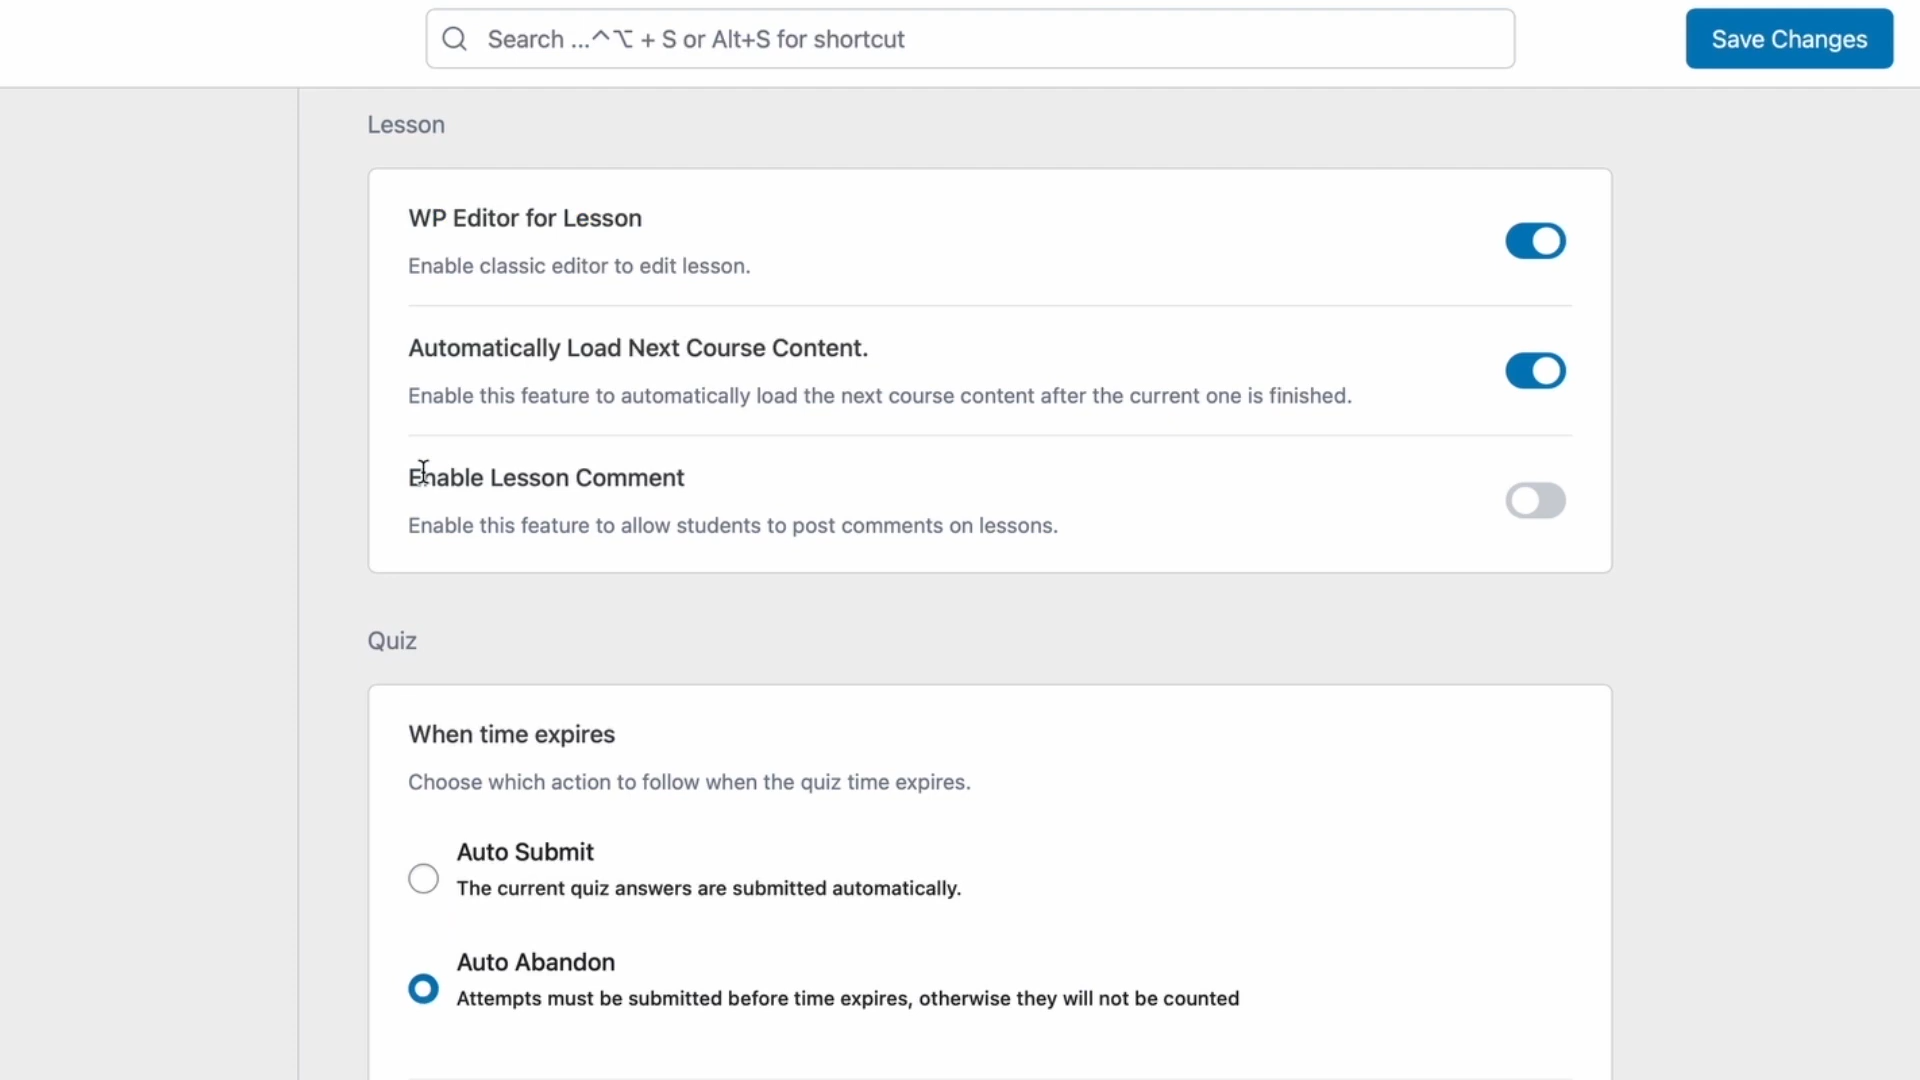 Search ...^⌥ + S or Alt+S for shortcut
Save Changes
Lesson
WP Editor for Lesson
Enable classic editor to edit lesson.
Automatically Load Next Course Content.
Enable this feature to automatically load the next course content after the current one is finished.
Enable Lesson Comment
Enable this feature to allow students to post comments on lessons.
Quiz
When time expires
Choose which action to follow when the quiz time expires.
Auto Submit
The current quiz answers are submitted automatically.
Auto Abandon
Attempts must be submitted before time expires, otherwise they will not be counted